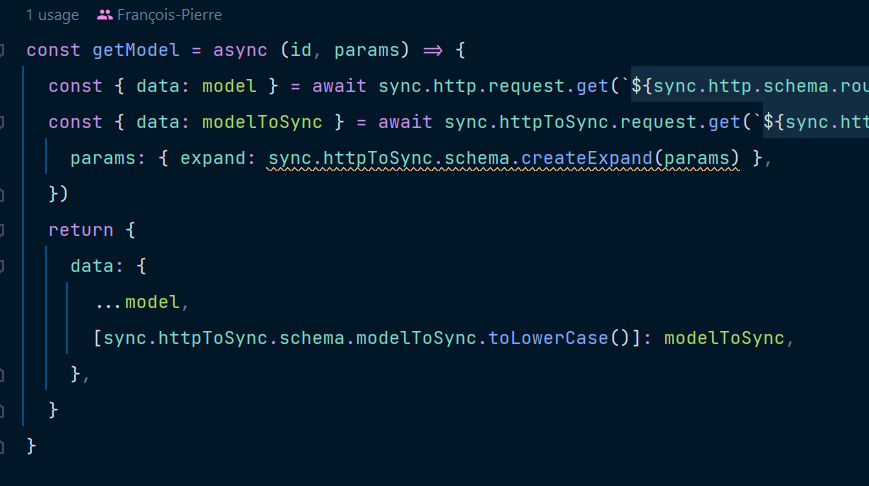 1 usage François-Pierre
const getModel = async (id, params) => {
const { data: model } = await sync.http.request.get(`${sync.http.schema.rou
const { data: modelToSync } = await sync.httpToSync.request.get(`${sync.htt
params: { expand: sync.httpToSync.schema.createExpand(params) },
})
return {
data: {
...model,
[sync.httpToSync.schema.modelToSync.toLowerCase()]: modelToSync,
},
}
}